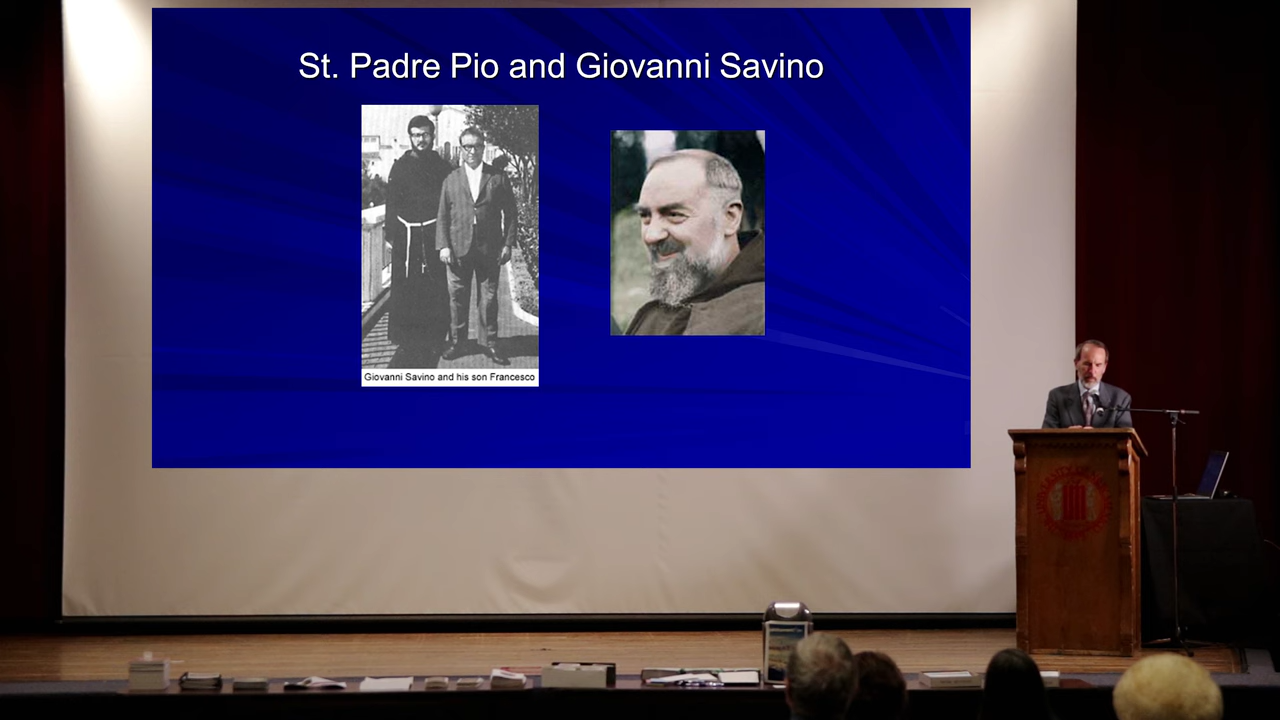 St. Padre Pio and Giovanni Savino
Giovanni Savino and his son Francesco